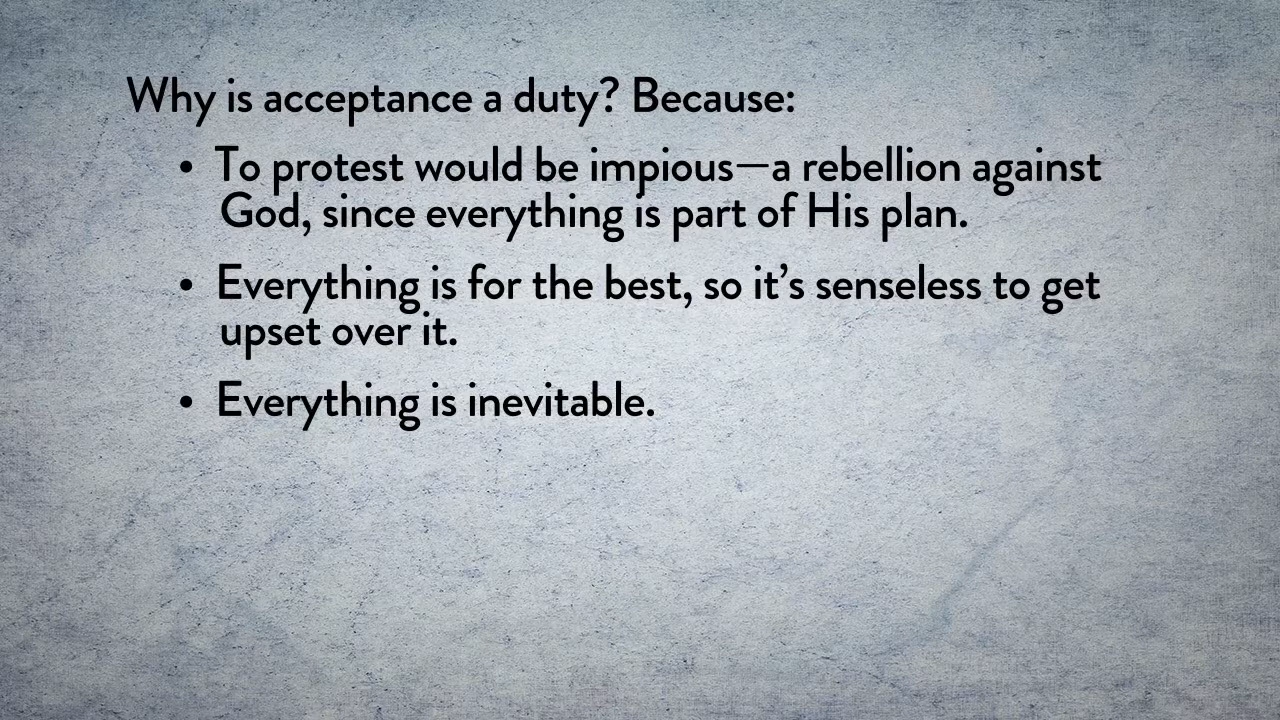 Why is acceptance a duty? Because:
• To protest would be impious—a rebellion against
God, since everything is part of His plan.
• Everything is for the best, so it’s senseless to get
upset over it.
• Everything is inevitable.